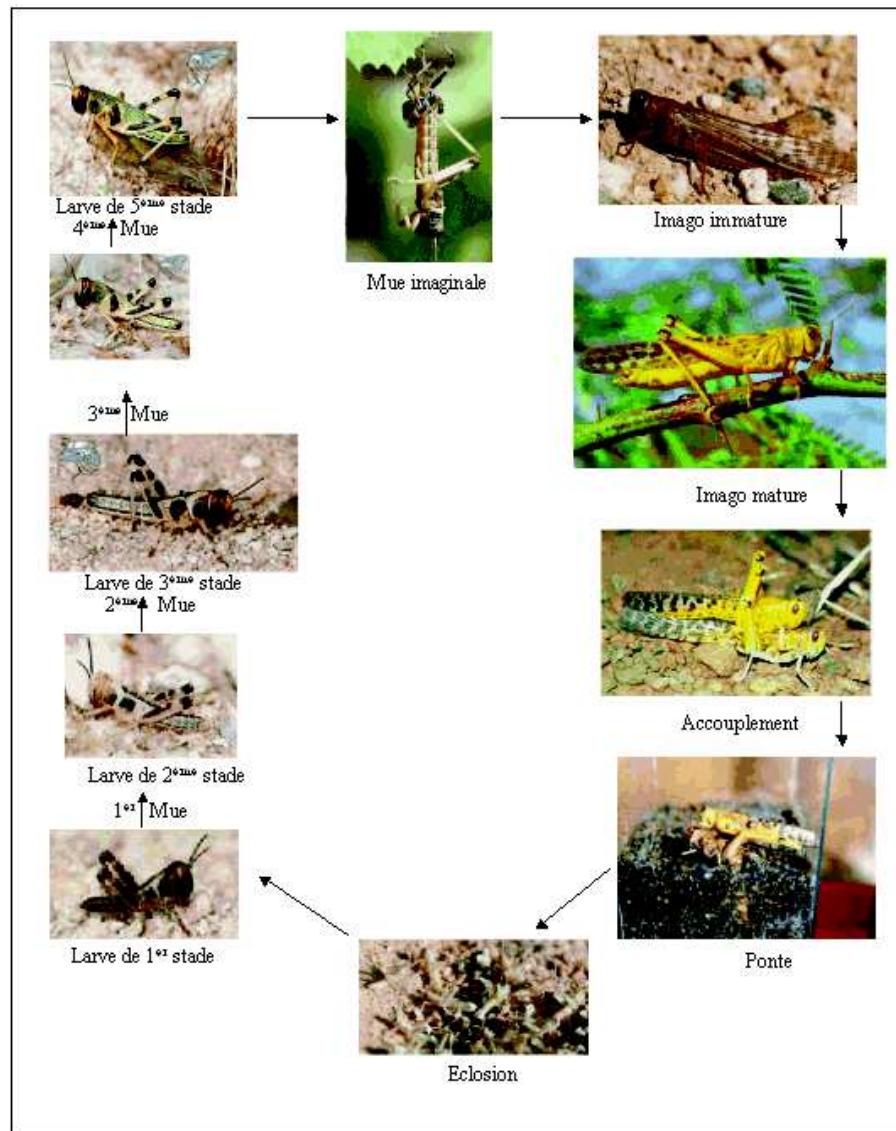 Larve de 5ème stade
4ème Mue
3ème Mue
Larve de 3ème stade
2ème Mue
Larve de 2ème stade
1er Mue
Larve de 1er stade
Mue imaginale
Imago immature
Imago mature
Accouplement
Ponte
Eclosion